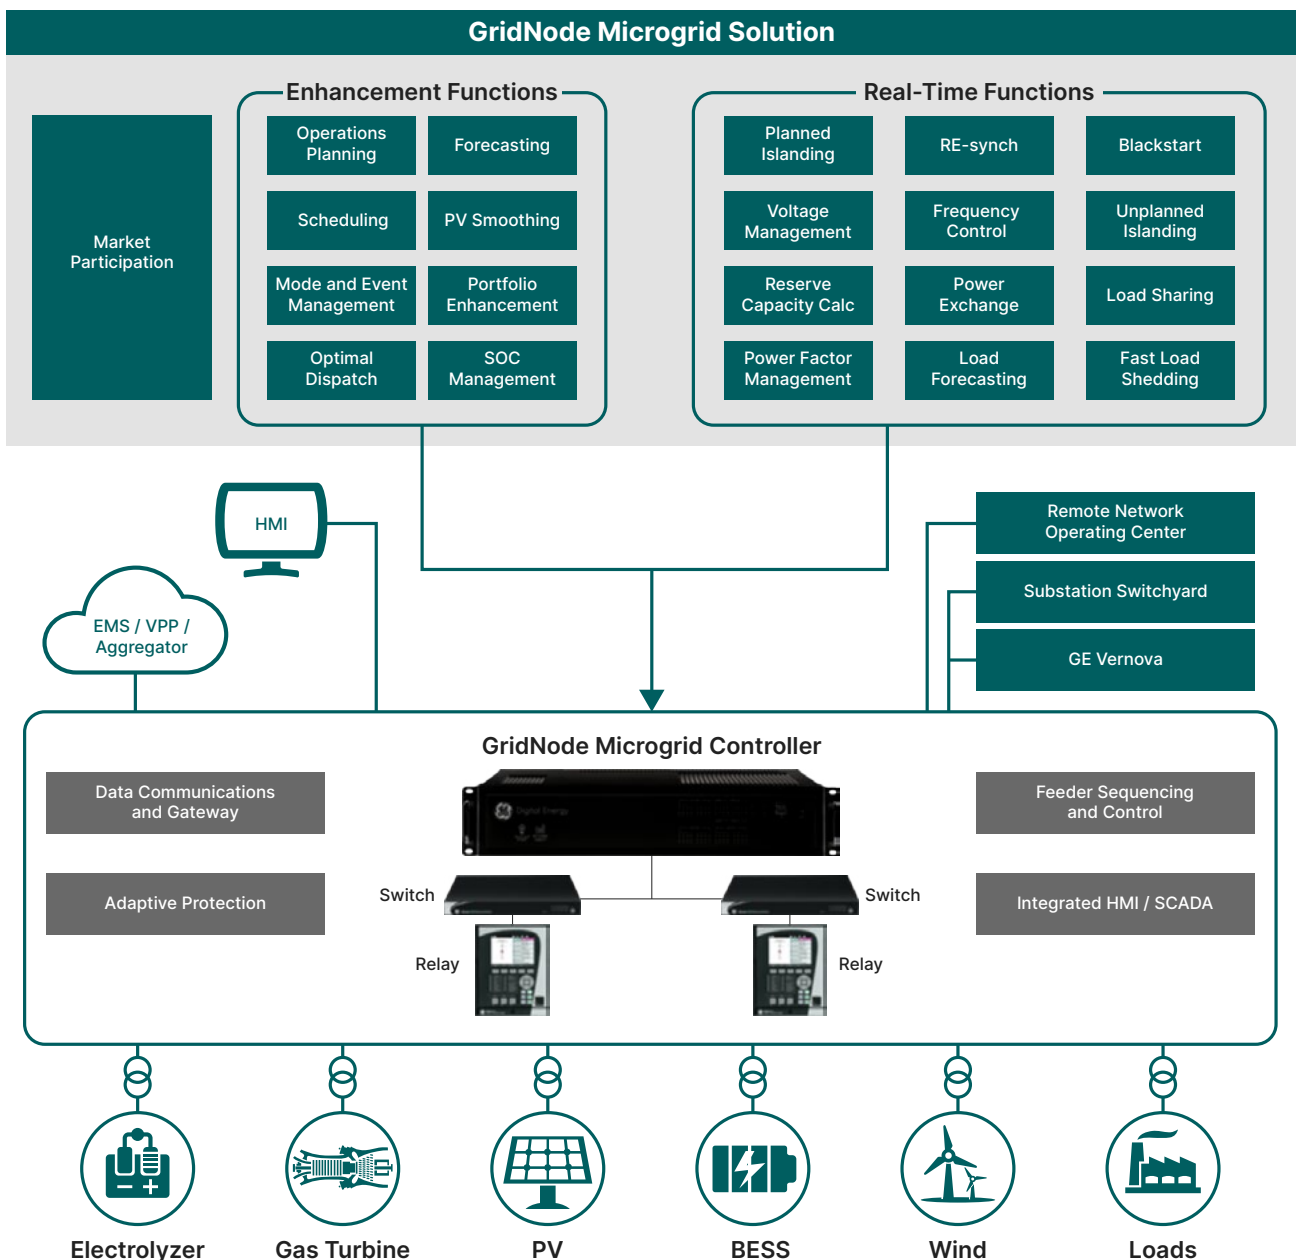 GridNode Microgrid Solution
Enhancement Functions
Real-Time Functions
Market
Participation
Operations
Planning
Forecasting
Scheduling
PV Smoothing
Mode and Event
Management
Portfolio
Enhancement
Optimal
Dispatch
SOC
Management
Planned
Islanding
RE-synch
Blackstart
Voltage
Management
Frequency
Control
Unplanned
Islanding
Reserve
Capacity Calc
Power
Exchange
Load Sharing
Power Factor
Management
Load
Forecasting
Fast Load
Shedding
HMI
EMS / VPP /
Aggregator
Remote Network
Operating Center
Substation Switchyard
GE Vernova
GridNode Microgrid Controller
Data Communications
and Gateway
Adaptive Protection
Digital Energy
Feeder Sequencing
and Control
Integrated HMI / SCADA
Switch
Switch
Relay
Relay
Electrolyzer
Gas Turbine
PV
BESS
Wind
Loads